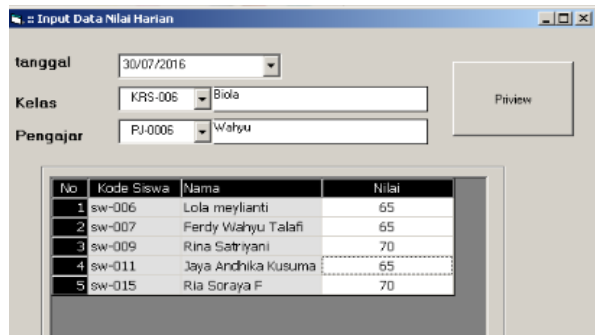 :: Input Data Nilai Harian
tanggal 30/07/2016
Kelas KRS-006 Biola
Priview
Pengajar PJ-0006 Wahyu
No Kode Siswa Nama Nilai
1 sw-006 Lola meylianti 65
2 sw-007 Ferdy Wahyu Talafi 65
3 sw-009 Rina Satriyani 70
4 sw-011 Jaya Andhika Kusuma 65
5 sw-015 Ria Soraya F 70